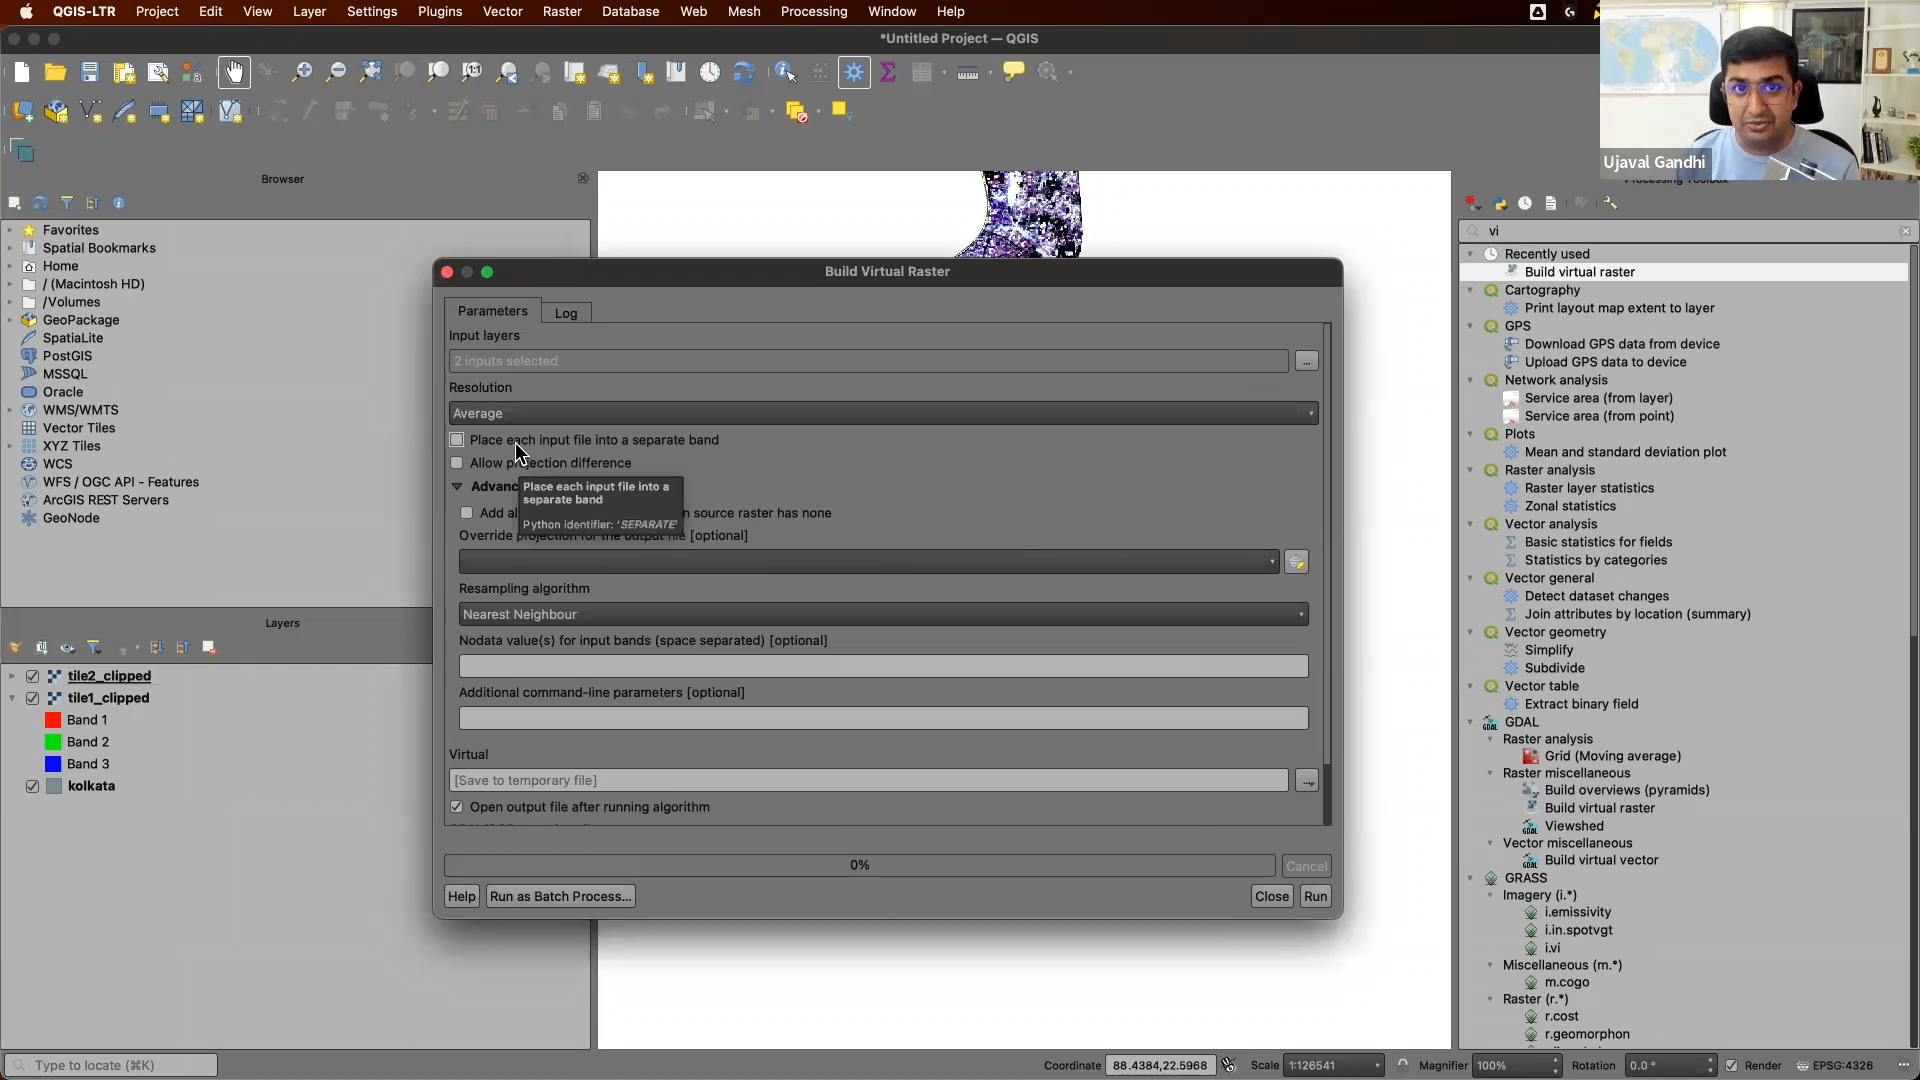 QGIS-LTR Project Edit View Layer Settings Plugins Vector Raster Database Web Mesh Processing Window Help
*Untitled Project — QGIS
Ujaval Gandhi
Browser
Favorites
Spatial Bookmarks
Home
/ (Macintosh HD)
/Volumes
GeoPackage
SpatiaLite
PostGIS
MSSQL
Oracle
WMS/WMTS
Vector Tiles
XYZ Tiles
WCS
WFS / OGC API - Features
ArcGIS REST Servers
GeoNode
Layers
tile2_clipped
tile1_clipped
Band 1
Band 2
Band 3
kolkata
Build Virtual Raster
Parameters Log
Input layers
2 inputs selected
...
Resolution
Average
Place each input file into a separate band
Allow projection difference
Advanc
Place each input file into a
separate band
Python identifier: 'SEPARATE'
Add al
n source raster has none
Override projection for the output file [optional]
Resampling algorithm
Nearest Neighbour
Nodata value(s) for input bands (space separated) [optional]
Additional command-line parameters [optional]
Virtual
[Save to temporary file]
...
Open output file after running algorithm
0%
Cancel
Help Run as Batch Process... Close Run
Processing Toolbox
vi
Recently used
Build virtual raster
Cartography
Print layout map extent to layer
GPS
Download GPS data from device
Upload GPS data to device
Network analysis
Service area (from layer)
Service area (from point)
Plots
Mean and standard deviation plot
Raster analysis
Raster layer statistics
Zonal statistics
Vector analysis
Basic statistics for fields
Statistics by categories
Vector general
Detect dataset changes
Join attributes by location (summary)
Vector geometry
Simplify
Subdivide
Vector table
Extract binary field
GDAL
Raster analysis
Grid (Moving average)
Raster miscellaneous
Build overviews (pyramids)
Build virtual raster
Viewshed
Vector miscellaneous
Build virtual vector
GRASS
Imagery (i.*)
i.emissivity
i.in.spotvgt
i.vi
Miscellaneous (m.*)
m.cogo
Raster (r.*)
r.cost
r.geomorphon
Type to locate (⌘K) Coordinate 88.4384,22.5968 Scale 1:126541 Magnifier 100% Rotation 0.0 ° Render EPSG:4326